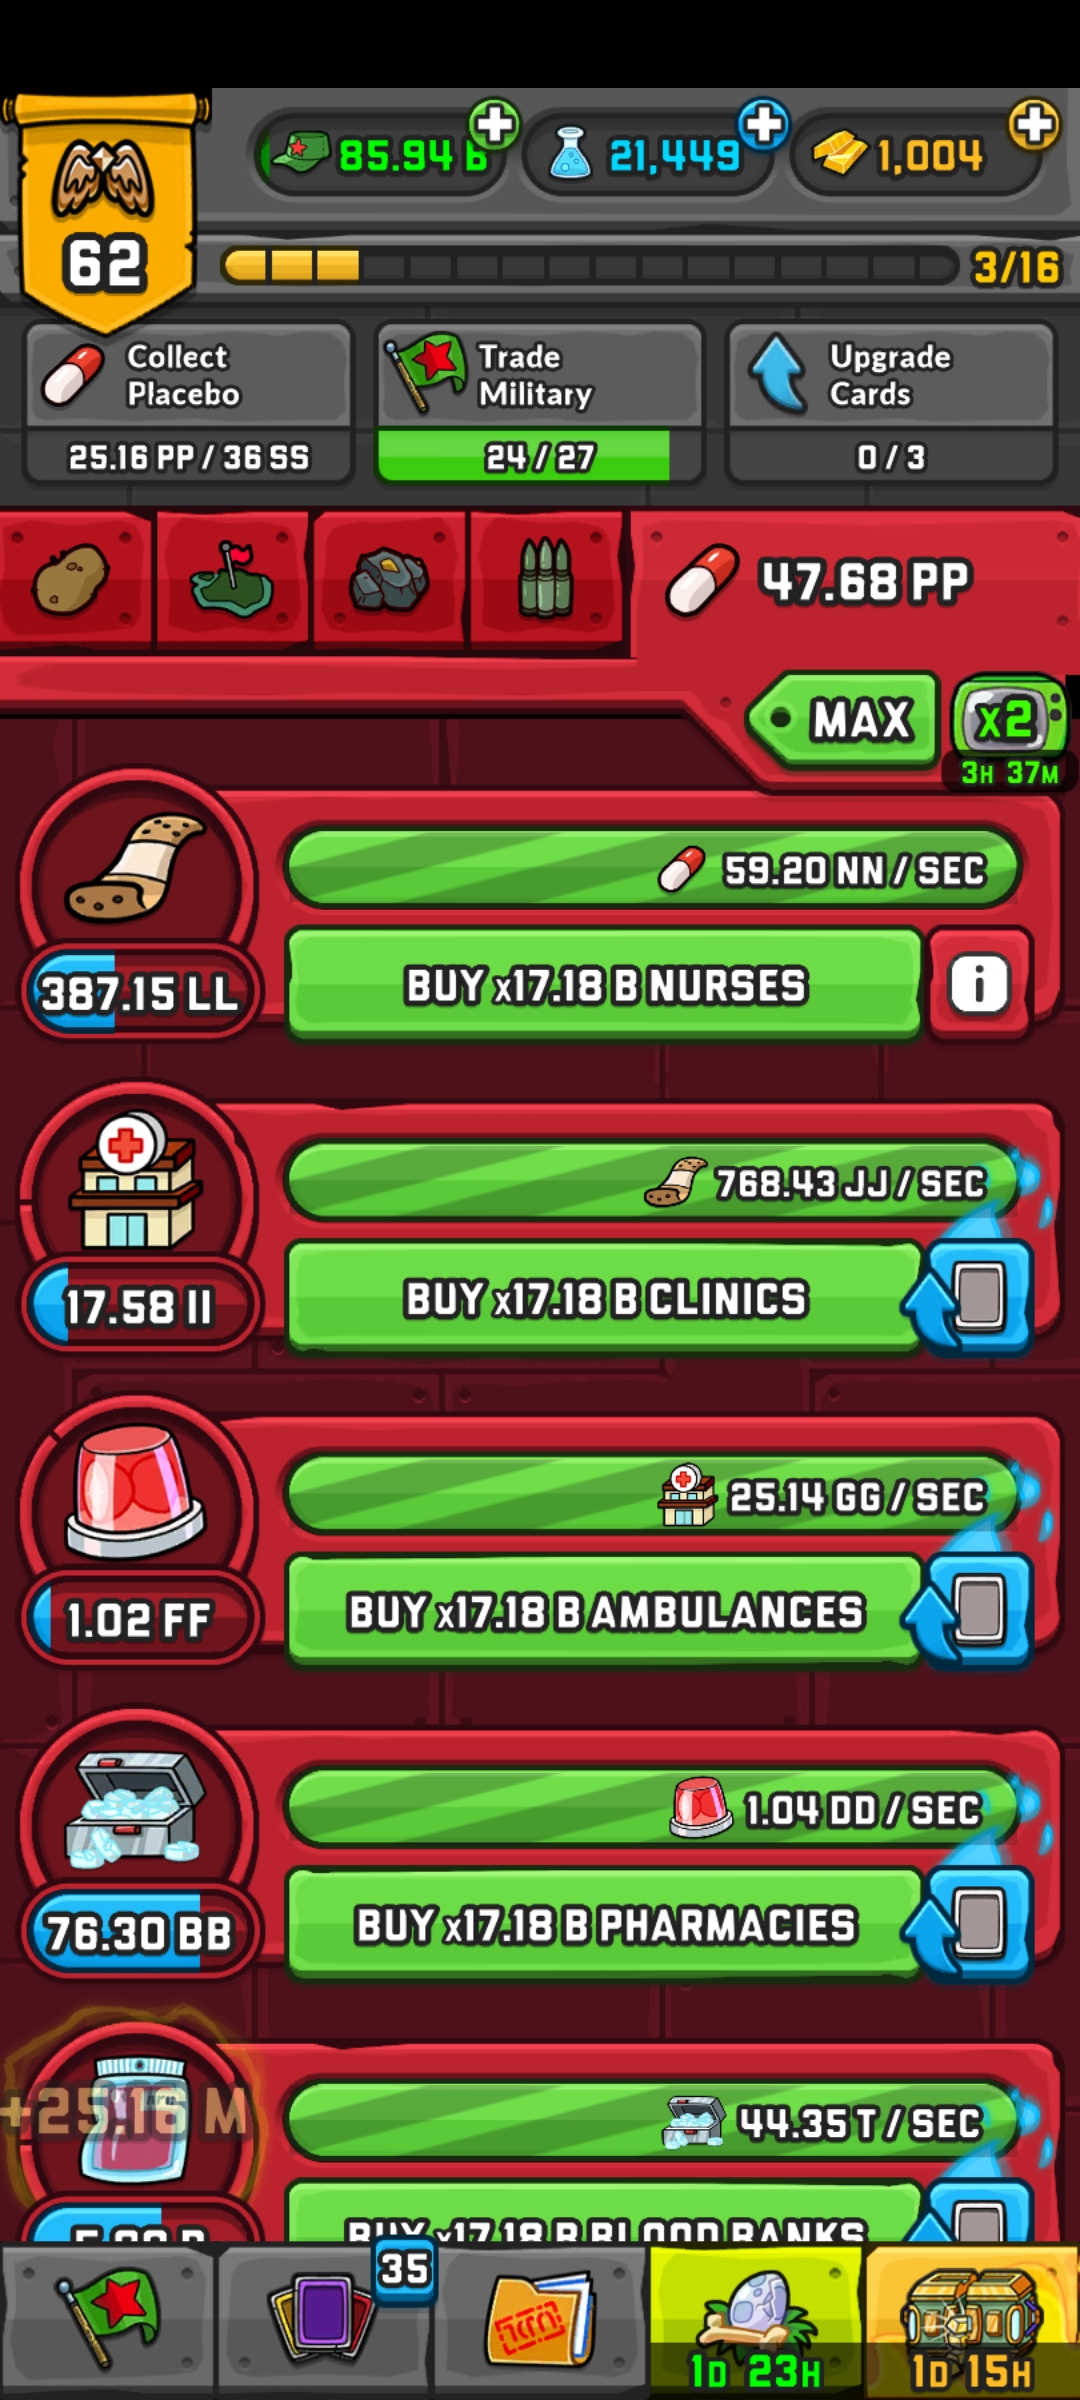 62
85.94 B
21,449
1,004
3/16
Collect
Placebo
25.16 PP / 36 SS
Trade
Military
24 / 27
Upgrade
Cards
0 / 3
47.68 PP
MAX
x2
3H 37M
59.20 NN / SEC
387.15 LL
BUY x17.18 B NURSES
i
768.43 JJ / SEC
17.58 II
BUY x17.18 B CLINICS
25.14 GG / SEC
1.02 FF
BUY x17.18 B AMBULANCES
1.04 DD / SEC
76.30 BB
BUY x17.18 B PHARMACIES
+25.16 M
44.35 T / SEC
BUY x17.18 B BLOOD BANKS
35
1D 23H
1D 15H